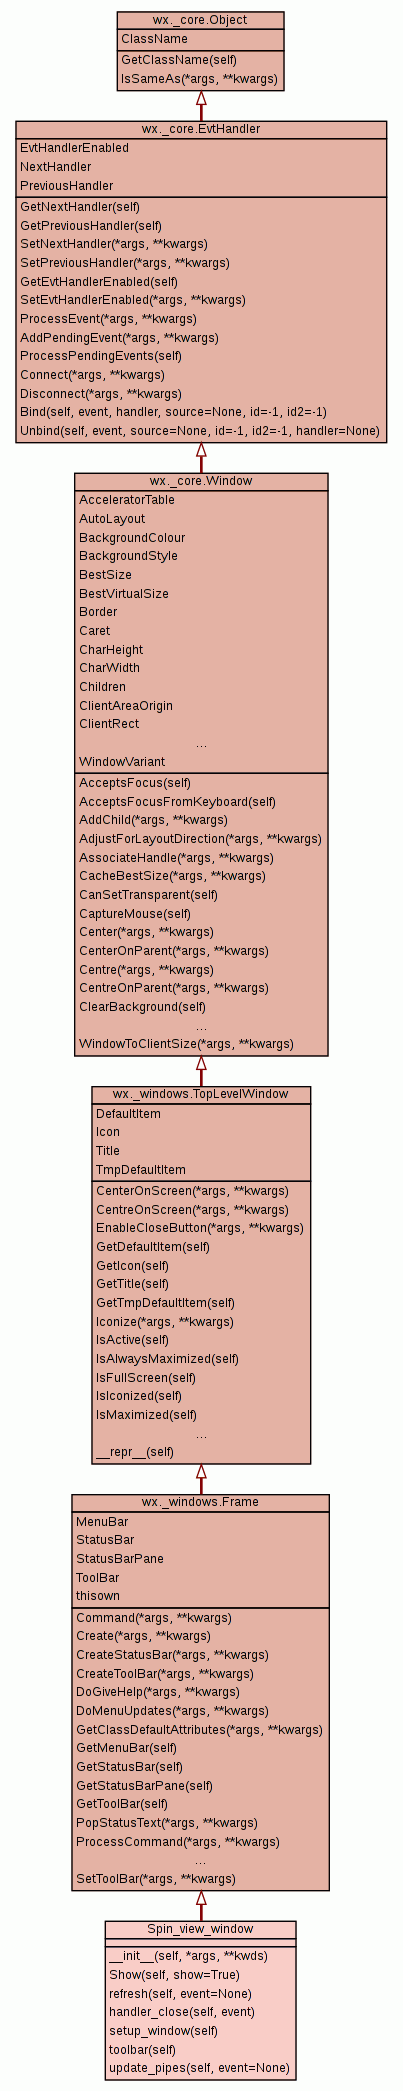 wx._core.Object
ClassName
GetClassName(self)
IsSameAs(*args, **kwargs)
wx._core.EvtHandler
EvtHandlerEnabled
NextHandler
PreviousHandler
GetNextHandler(self)
GetPreviousHandler(self)
SetNextHandler(*args, **kwargs)
SetPreviousHandler(*args, **kwargs)
GetEvtHandlerEnabled(self)
SetEvtHandlerEnabled(*args, **kwargs)
ProcessEvent(*args, **kwargs)
AddPendingEvent(*args, **kwargs)
ProcessPendingEvents(self)
Connect(*args, **kwargs)
Disconnect(*args, **kwargs)
Bind(self, event, handler, source=None, id=-1, id2=-1)
Unbind(self, event, source=None, id=-1, id2=-1, handler=None)
wx._core.Window
AcceleratorTable
AutoLayout
BackgroundColour
BackgroundStyle
BestSize
BestVirtualSize
Border
Caret
CharHeight
CharWidth
Children
ClientAreaOrigin
ClientRect
...
WindowVariant
AcceptsFocus(self)
AcceptsFocusFromKeyboard(self)
AddChild(*args, **kwargs)
AdjustForLayoutDirection(*args, **kwargs)
AssociateHandle(*args, **kwargs)
CacheBestSize(*args, **kwargs)
CanSetTransparent(self)
CaptureMouse(self)
Center(*args, **kwargs)
CenterOnParent(*args, **kwargs)
Centre(*args, **kwargs)
CentreOnParent(*args, **kwargs)
ClearBackground(self)
...
WindowToClientSize(*args, **kwargs)
wx._windows.TopLevelWindow
DefaultItem
Icon
Title
TmpDefaultItem
CenterOnScreen(*args, **kwargs)
CentreOnScreen(*args, **kwargs)
EnableCloseButton(*args, **kwargs)
GetDefaultItem(self)
GetIcon(self)
GetTitle(self)
GetTmpDefaultItem(self)
Iconize(*args, **kwargs)
IsActive(self)
IsAlwaysMaximized(self)
IsFullScreen(self)
IsIconized(self)
IsMaximized(self)
...
__repr__(self)
wx._windows.Frame
MenuBar
StatusBar
StatusBarPane
ToolBar
thisown
Command(*args, **kwargs)
Create(*args, **kwargs)
CreateStatusBar(*args, **kwargs)
CreateToolBar(*args, **kwargs)
DoGiveHelp(*args, **kwargs)
DoMenuUpdates(*args, **kwargs)
GetClassDefaultAttributes(*args, **kwargs)
GetMenuBar(self)
GetStatusBar(self)
GetStatusBarPane(self)
GetToolBar(self)
PopStatusText(*args, **kwargs)
ProcessCommand(*args, **kwargs)
...
SetToolBar(*args, **kwargs)
Spin_view_window
__init__(self, *args, **kwds)
Show(self, show=True)
refresh(self, event=None)
handler_close(self, event)
setup_window(self)
toolbar(self)
update_pipes(self, event=None)